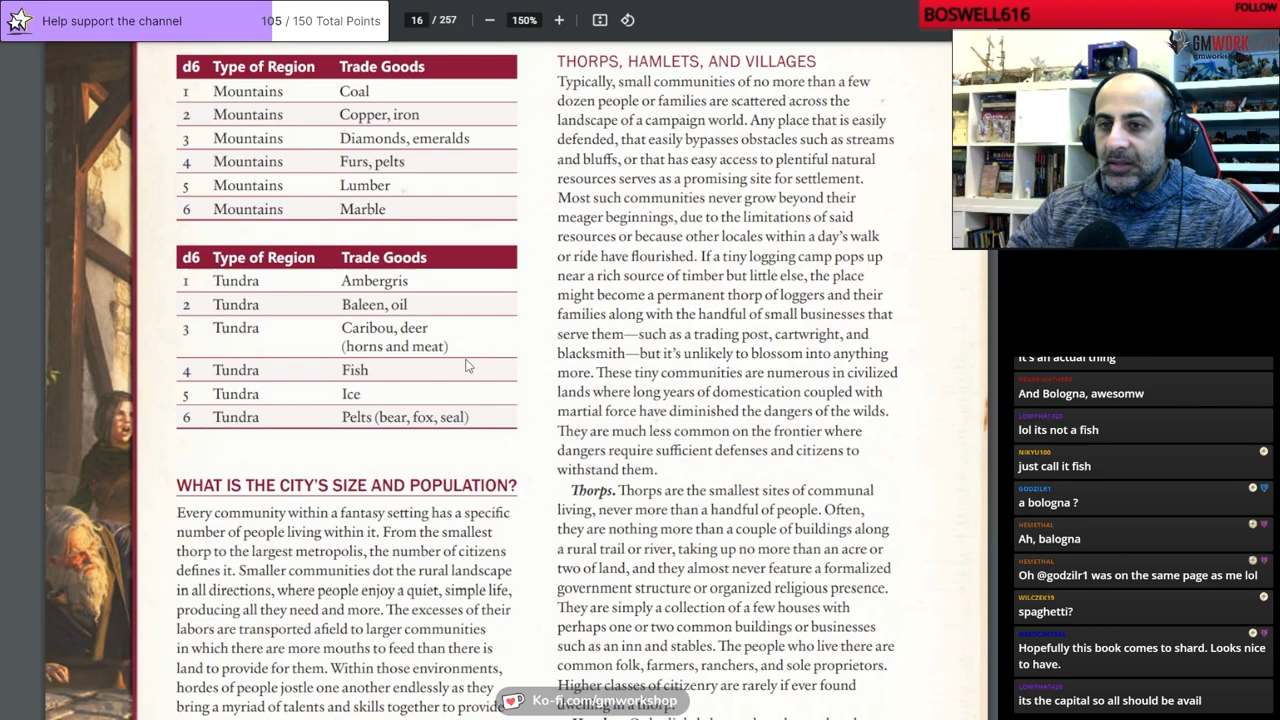 Help support the channel
105 / 150 Total Points
16 / 257
150%
BOSWELL616
FOLLOW
GMWORK
d6 Type of Region Trade Goods
1 Mountains Coal
2 Mountains Copper, iron
3 Mountains Diamonds, emeralds
4 Mountains Furs, pelts
5 Mountains Lumber
6 Mountains Marble
d6 Type of Region Trade Goods
1 Tundra Ambergris
2 Tundra Baleen, oil
3 Tundra Caribou, deer
(horns and meat)
4 Tundra Fish
5 Tundra Ice
6 Tundra Pelts (bear, fox, seal)
WHAT IS THE CITY'S SIZE AND POPULATION?
Every community within a fantasy setting has a specific
number of people living within it. From the smallest
thorp to the largest metropolis, the number of citizens
defines it. Smaller communities dot the rural landscape
in all directions, where people enjoy a quiet, simple life,
producing all they need and more. The excesses of their
labors are transported afield to larger communities
in which there are more mouths to feed than there is
land to provide for them. Within those environments,
hordes of people jostle one another endlessly as they
bring a myriad of talents and skills together to provide
THORPS, HAMLETS, AND VILLAGES
Typically, small communities of no more than a few
dozen people or families are scattered across the
landscape of a campaign world. Any place that is easily
defended, that easily bypasses obstacles such as streams
and bluffs, or that has easy access to plentiful natural
resources serves as a promising site for settlement.
Most such communities never grow beyond their
meager beginnings, due to the limitations of said
resources or because other locales within a day's walk
or ride have flourished. If a tiny logging camp pops up
near a rich source of timber but little else, the place
might become a permanent thorp of loggers and their
families along with the handful of small businesses that
serve them—such as a trading post, cartwright, and
blacksmith—but it's unlikely to blossom into anything
more. These tiny communities are numerous in civilized
lands where long years of domestication coupled with
martial force have diminished the dangers of the wilds.
They are much less common on the frontier where
dangers require sufficient defenses and citizens to
withstand them.
Thorps. Thorps are the smallest sites of communal
living, never more than a handful of people. Often,
they are nothing more than a couple of buildings along
a rural trail or river, taking up no more than an acre or
two of land, and they almost never feature a formalized
government structure or organized religious presence.
They are simply a collection of a few houses with
perhaps one or two common buildings or businesses
such as an inn and stables. The people who live there are
common folk, farmers, ranchers, and sole proprietors.
Higher classes of citizenry are rarely if ever found
dwelling in a thorp.
Ko-fi.com/gmworkshop
it's an actual thing
And Bologna, awesomw
LOWPHAT420
lol its not a fish
NIKYU100
just call it fish
GODZILR1
a bologna ?
HEMETHAL
Ah, balogna
HEMETHAL
Oh @godzilr1 was on the same page as me lol
WILCZEK19
spaghetti?
Hopefully this book comes to shard. Looks nice
to have.
LOWPHAT420
its the capital so all should be avail